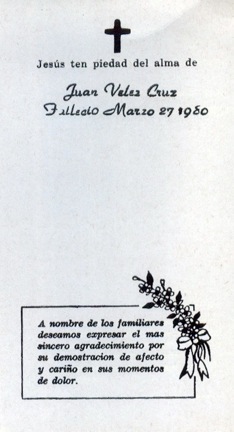 Jesús ten piedad del alma de
Juan Velez Cruz
Fallecio Marzo 27 1980
A nombre de los familiares
deseamos expresar el mas
sincero agradecimiento por
su demostracion de afecto
y cariño en sus momentos
de dolor.